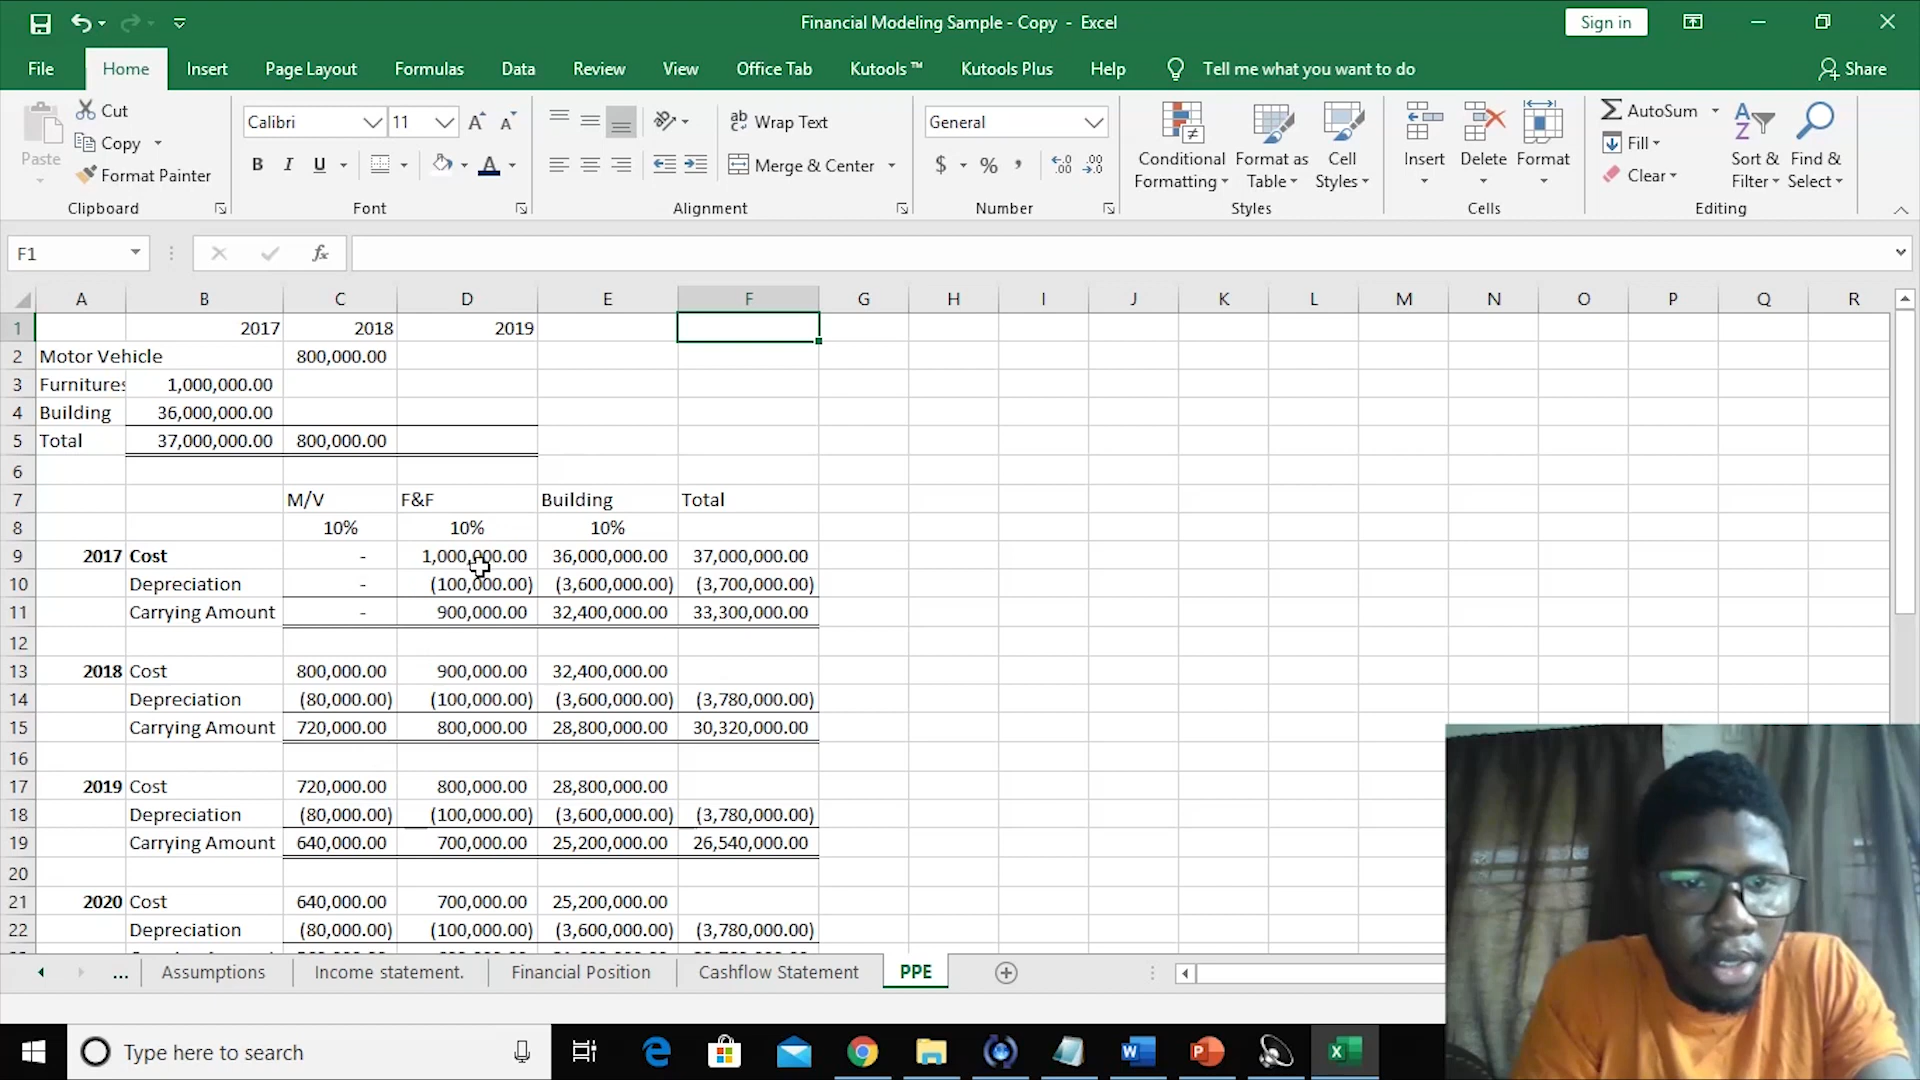 Financial Modeling Sample - Copy - Excel
Sign in
File Home Insert Page Layout Formulas Data Review View Office Tab Kutools ™ Kutools Plus Help Tell me what you want to do Share
Paste
Cut
Copy
Format Painter
Clipboard
Calibri 11 A A
B I U A
Font
ab Wrap Text
Merge & Center
Alignment
General
$ % , .0 .00 .00 .0
Number
Conditional Formatting
Format as Table
Cell Styles
Styles
Insert Delete Format
Cells
AutoSum
Fill
Clear
Sort & Filter
Find & Select
Editing
F1 fx
A B C D E F G H I J K L M N O P Q R
1 2017 2018 2019
2 Motor Vehicle 800,000.00
3 Furnitures 1,000,000.00
4 Building 36,000,000.00
5 Total 37,000,000.00 800,000.00
6
7 M/V F&F Building Total
8 10% 10% 10%
9 2017 Cost - 1,000,000.00 36,000,000.00 37,000,000.00
10 Depreciation - (100,000.00) (3,600,000.00) (3,700,000.00)
11 Carrying Amount - 900,000.00 32,400,000.00 33,300,000.00
12
13 2018 Cost 800,000.00 900,000.00 32,400,000.00
14 Depreciation (80,000.00) (100,000.00) (3,600,000.00) (3,780,000.00)
15 Carrying Amount 720,000.00 800,000.00 28,800,000.00 30,320,000.00
16
17 2019 Cost 720,000.00 800,000.00 28,800,000.00
18 Depreciation (80,000.00) (100,000.00) (3,600,000.00) (3,780,000.00)
19 Carrying Amount 640,000.00 700,000.00 25,200,000.00 26,540,000.00
20
21 2020 Cost 640,000.00 700,000.00 25,200,000.00
22 Depreciation (80,000.00) (100,000.00) (3,600,000.00) (3,780,000.00)
... Assumptions Income statement. Financial Position Cashflow Statement PPE
Type here to search